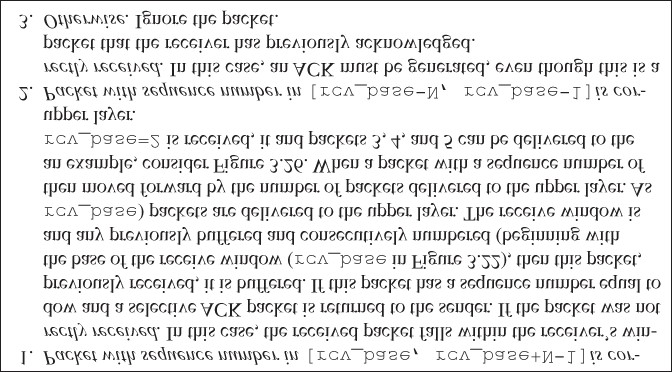 1. Packet with sequence number in [rcv_base, rcv_base+N-1] is cor-
rectly received. In this case, the received packet falls within the receiver's win-
dow and a selective ACK packet is returned to the sender. If the packet was not
previously received, it is buffered. If this packet has a sequence number equal to
the base of the receive window (rcv_base in Figure 3.22), then this packet,
and any previously buffered and consecutively numbered (beginning with
rcv_base) packets are delivered to the upper layer. The receive window is
then moved forward by the number of packets delivered to the upper layer. As
an example, consider Figure 3.26. When a packet with a sequence number of
rcv_base=2 is received, it and packets 3, 4, and 5 can be delivered to the
upper layer.
2. Packet with sequence number in [rcv_base-N, rcv_base-1] is cor-
rectly received. In this case, an ACK must be generated, even though this is a
packet that the receiver has previously acknowledged.
3. Otherwise. Ignore the packet.